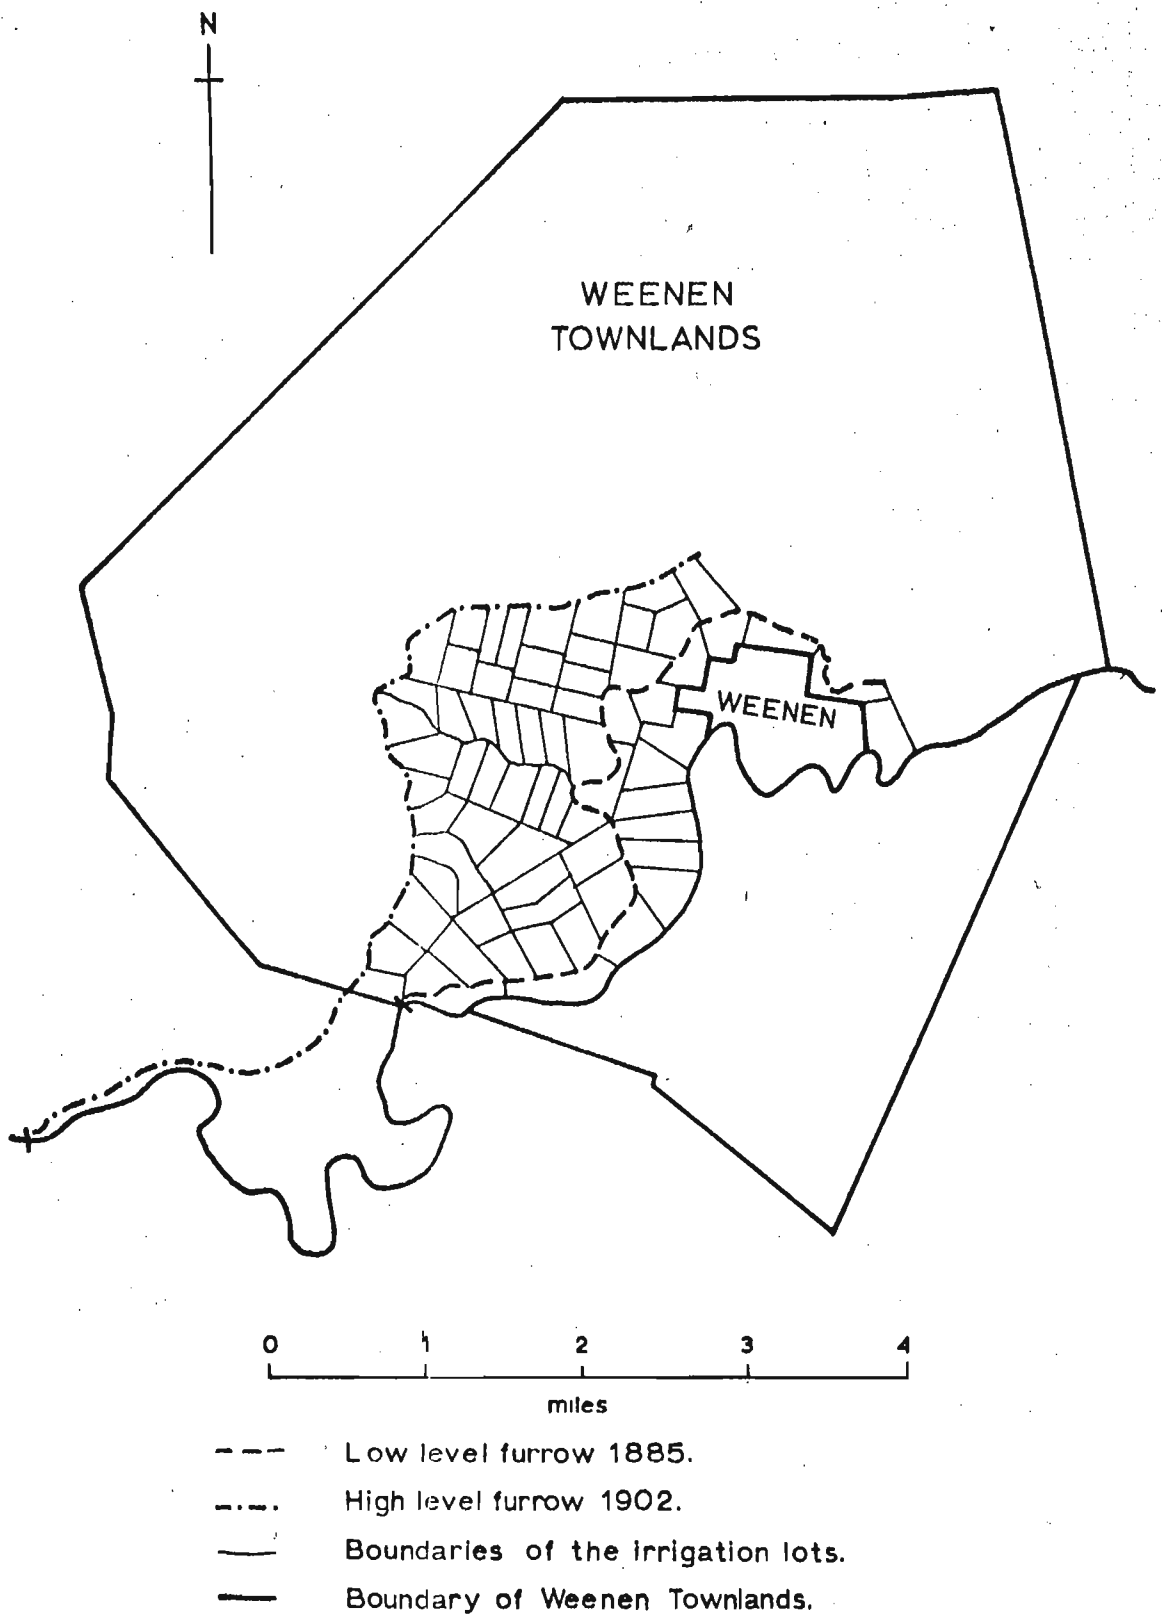 N
WEENEN
TOWNLANDS
WEENEN
0 1 2 3 4
miles
Low level furrow 1885.
High level furrow 1902.
Boundaries of the irrigation lots.
Boundary of Weenen Townlands.